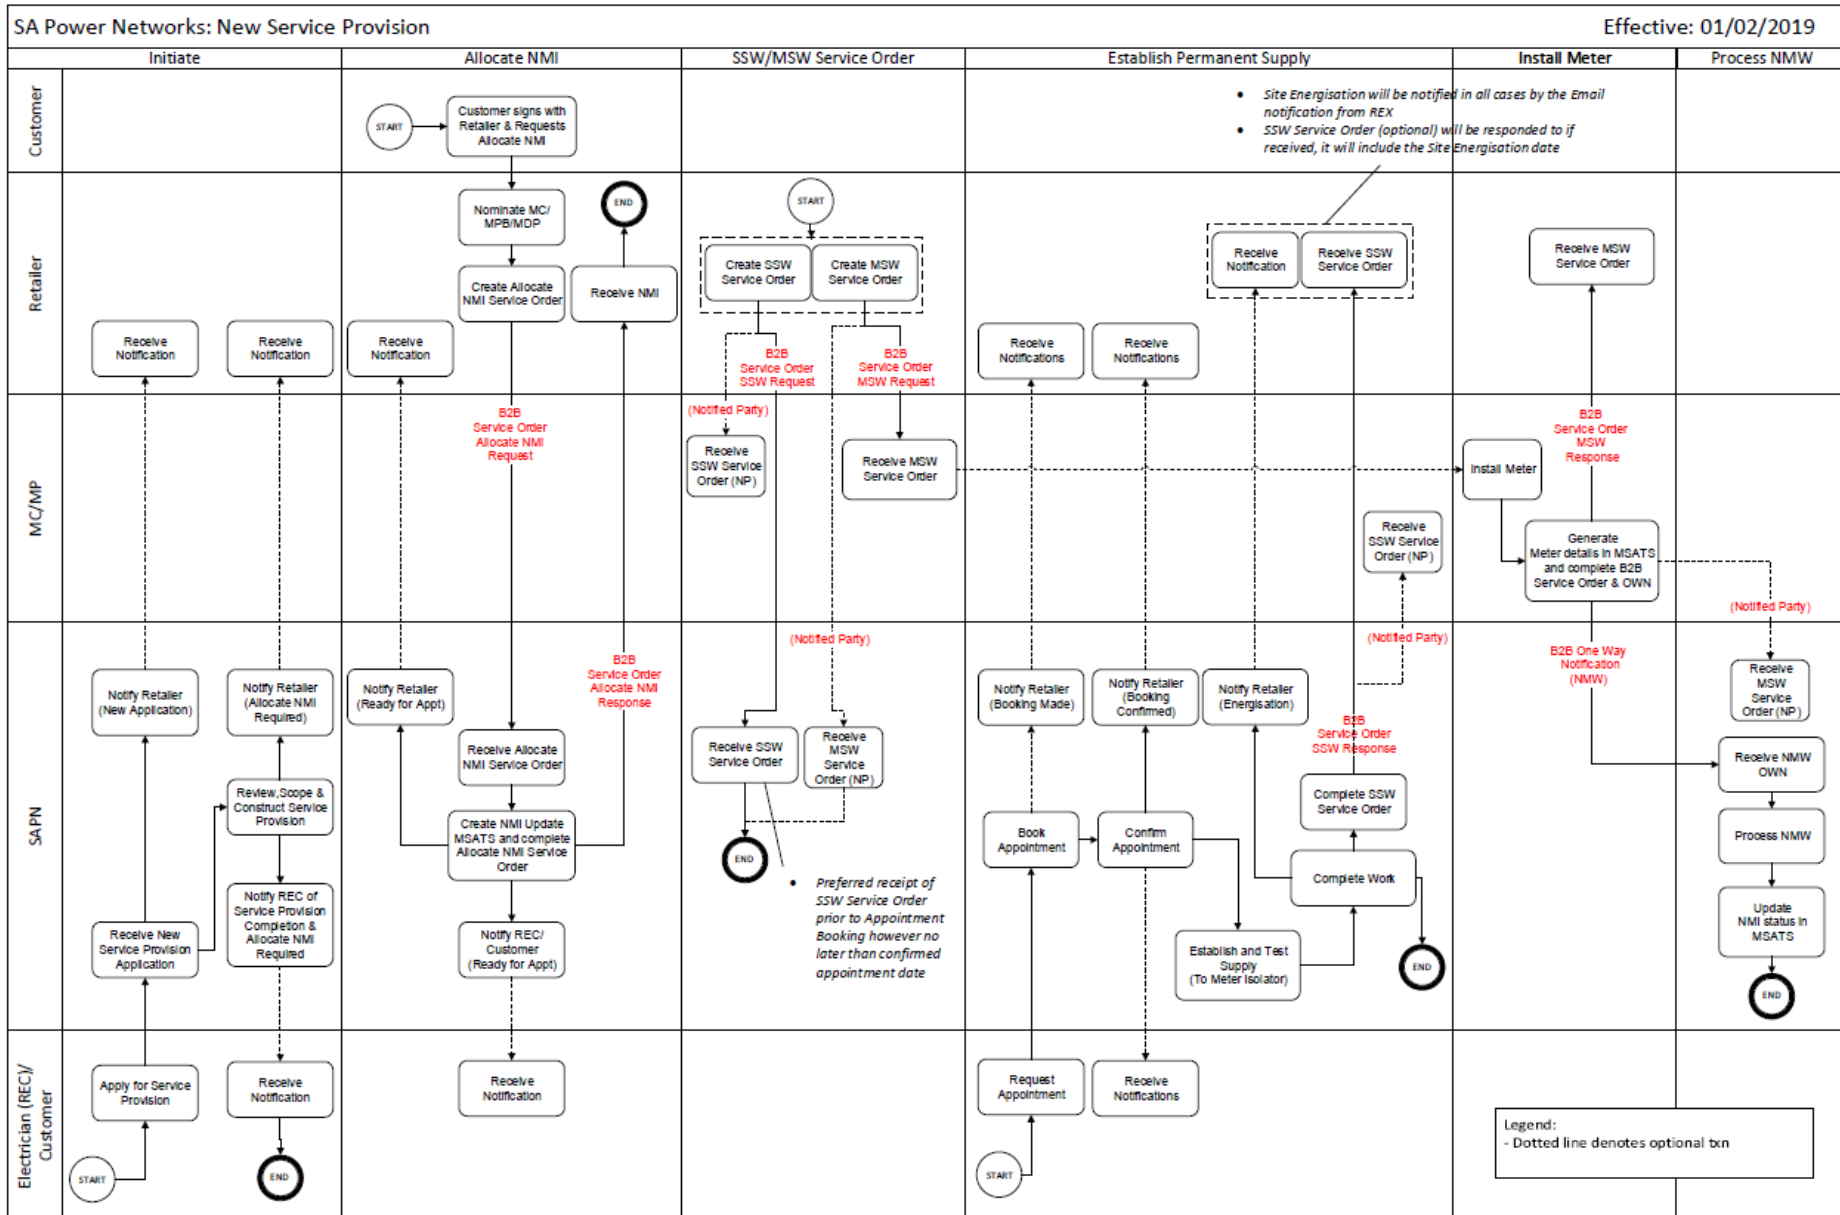 SA Power Networks: New Service Provision
Effective: 01/02/2019
Initiate
Allocate NMI
SSW/MSW Service Order
Establish Permanent Supply
Install Meter
Process NMW
Customer
START
Customer signs with
Retailer & Requests
Allocate NMI
• Site Energisation will be notified in all cases by the Email
notification from REX
• SSW Service Order (optional) will be responded to if
received, it will include the Site Energisation date
Retailer
Receive
Notification
Receive
Notification
Receive
Notification
Nominate MC/
MPB/MDP
Create Allocate
NMI Service Order
END
Receive NMI
START
Create SSW
Service Order
Create MSW
Service Order
B2B
Service Order
SSW Request
B2B
Service Order
MSW Request
Receive
Notifications
Receive
Notifications
Receive
Notification
Receive SSW
Service Order
Receive MSW
Service Order
MC/MP
B2B
Service Order
Allocate NMI
Request
(Notified Party)
Receive
SSW Service
Order (NP)
Receive MSW
Service Order
Receive
SSW Service
Order (NP)
Install Meter
B2B
Service Order
MSW
Response
Generate
Meter details in MSATS
and complete B2B
Service Order & OWN
(Notified Party)
SAPN
Notify Retailer
(New Application)
Notify Retailer
(Allocate NMI
Required)
Review,Scope &
Construct Service
Provision
Notify REC of
Service Provision
Completion &
Allocate NMI
Required
Receive New
Service Provision
Application
Notify Retailer
(Ready for Appt)
B2B
Service Order
Allocate NMI
Response
Receive Allocate
NMI Service Order
Create NMI Update
MSATS and complete
Allocate NMI Service
Order
Notify REC/
Customer
(Ready for Appt)
(Notified Party)
Receive SSW
Service Order
Receive
MSW
Service
Order (NP)
END
• Preferred receipt of
SSW Service Order
prior to Appointment
Booking however no
later than confirmed
appointment date
Notify Retailer
(Booking Made)
Notify Retailer
(Booking
Confirmed)
Notify Retailer
(Energisation)
(Notified Party)
B2B
Service Order
SSW Response
Complete SSW
Service Order
Book
Appointment
Confirm
Appointment
Complete Work
Establish and Test
Supply
(To Meter Isolator)
END
B2B One Way
Notification
(NMW)
Receive
MSW
Service
Order (NP)
Receive NMW
OWN
Process NMW
Update
NMI status in
MSATS
END
Electrician (REC)/
Customer
Apply for Service
Provision
START
Receive
Notification
END
Receive
Notification
Request
Appointment
START
Receive
Notifications
Legend:
- Dotted line denotes optional txn